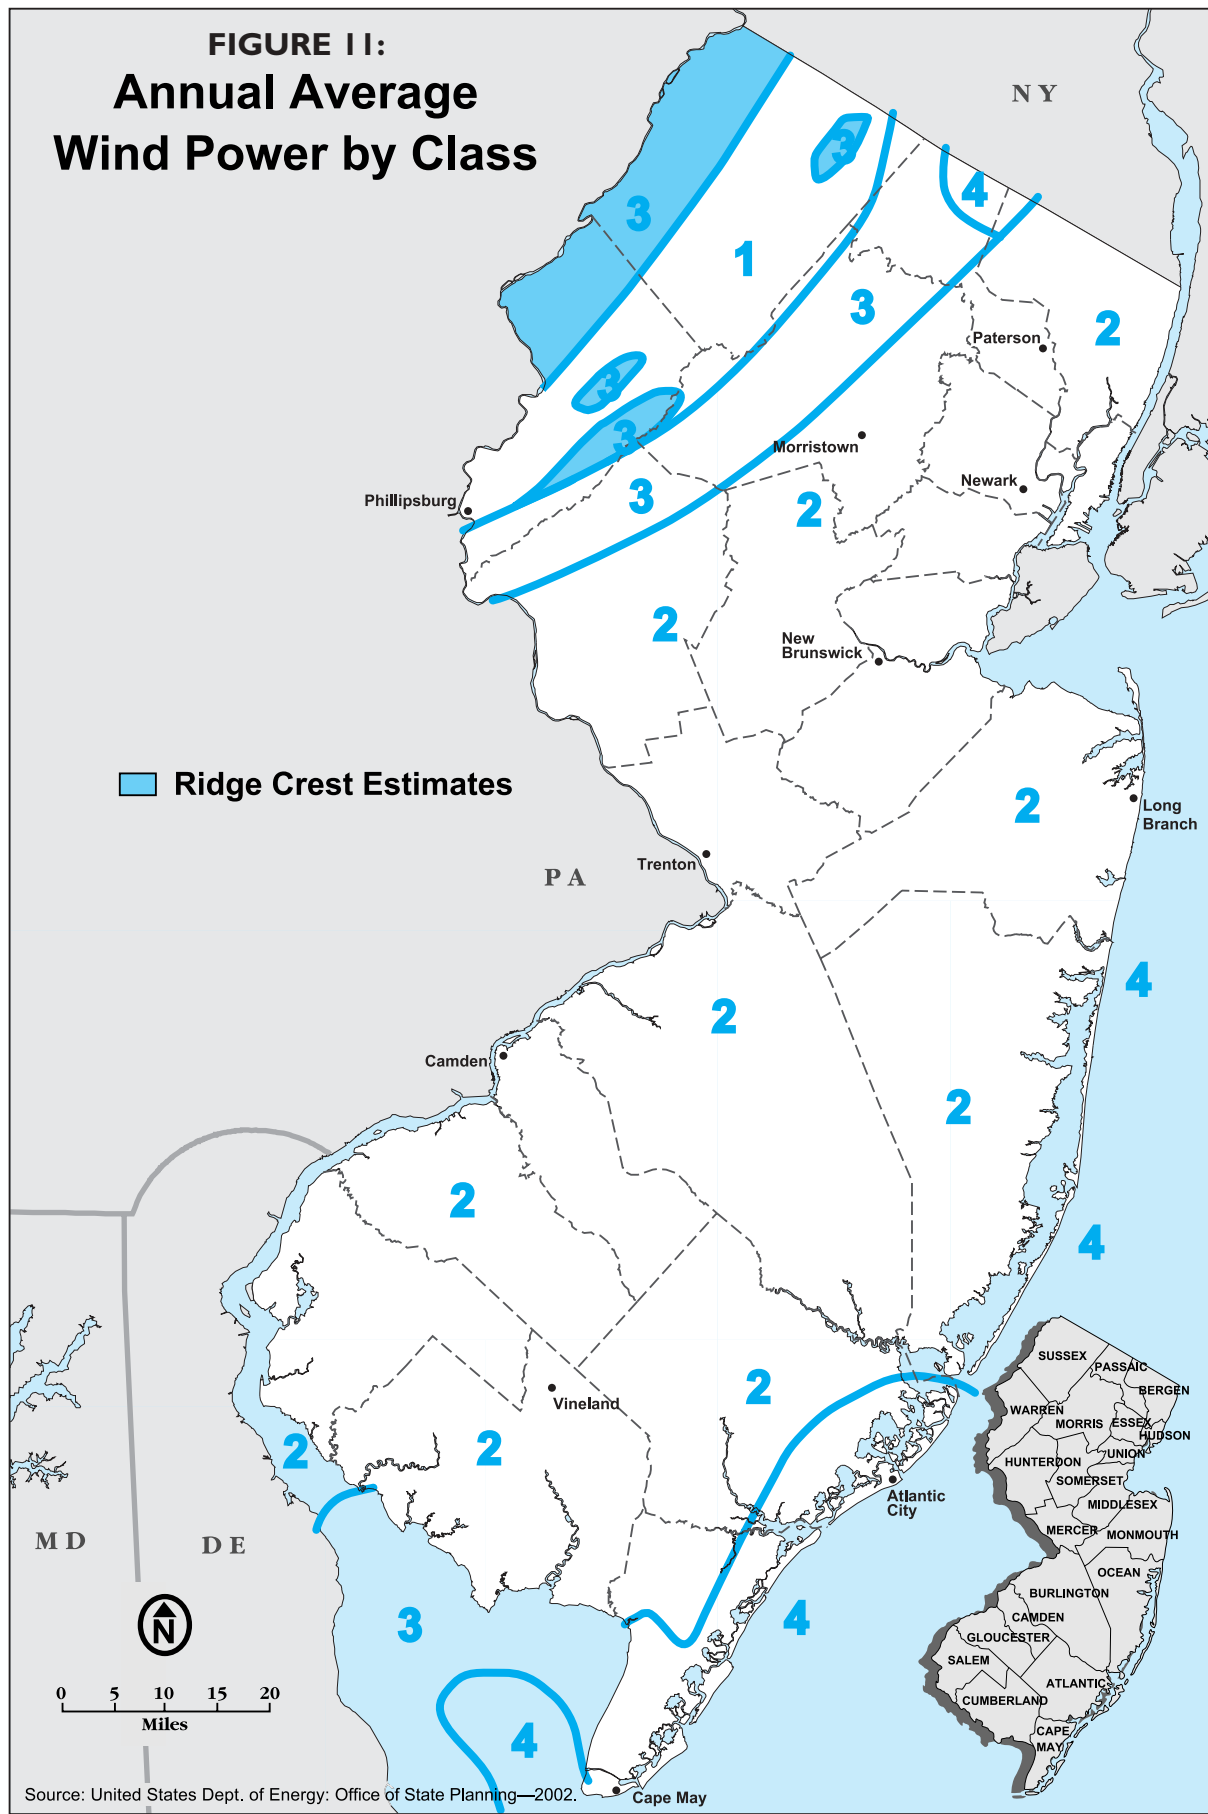 FIGURE 11:
Annual Average
Wind Power by Class
NY
3
3
4
1
3
2
Paterson
3
3
Morristown
Newark
Phillipsburg
3
2
2
New
Brunswick
Ridge Crest Estimates
2
Long
Branch
Trenton
PA
4
2
Camden
2
2
4
2
Vineland
2
2
Atlantic
City
MD
DE
N
3
4
0 5 10 15 20
Miles
4
Cape May
Source: United States Dept. of Energy: Office of State Planning—2002.
SUSSEX
PASSAIC
BERGEN
WARREN
MORRIS
ESSEX
HUDSON
HUNTERDON
UNION
SOMERSET
MIDDLESEX
MERCER
MONMOUTH
OCEAN
BURLINGTON
CAMDEN
GLOUCESTER
SALEM
ATLANTIC
CUMBERLAND
CAPE
MAY